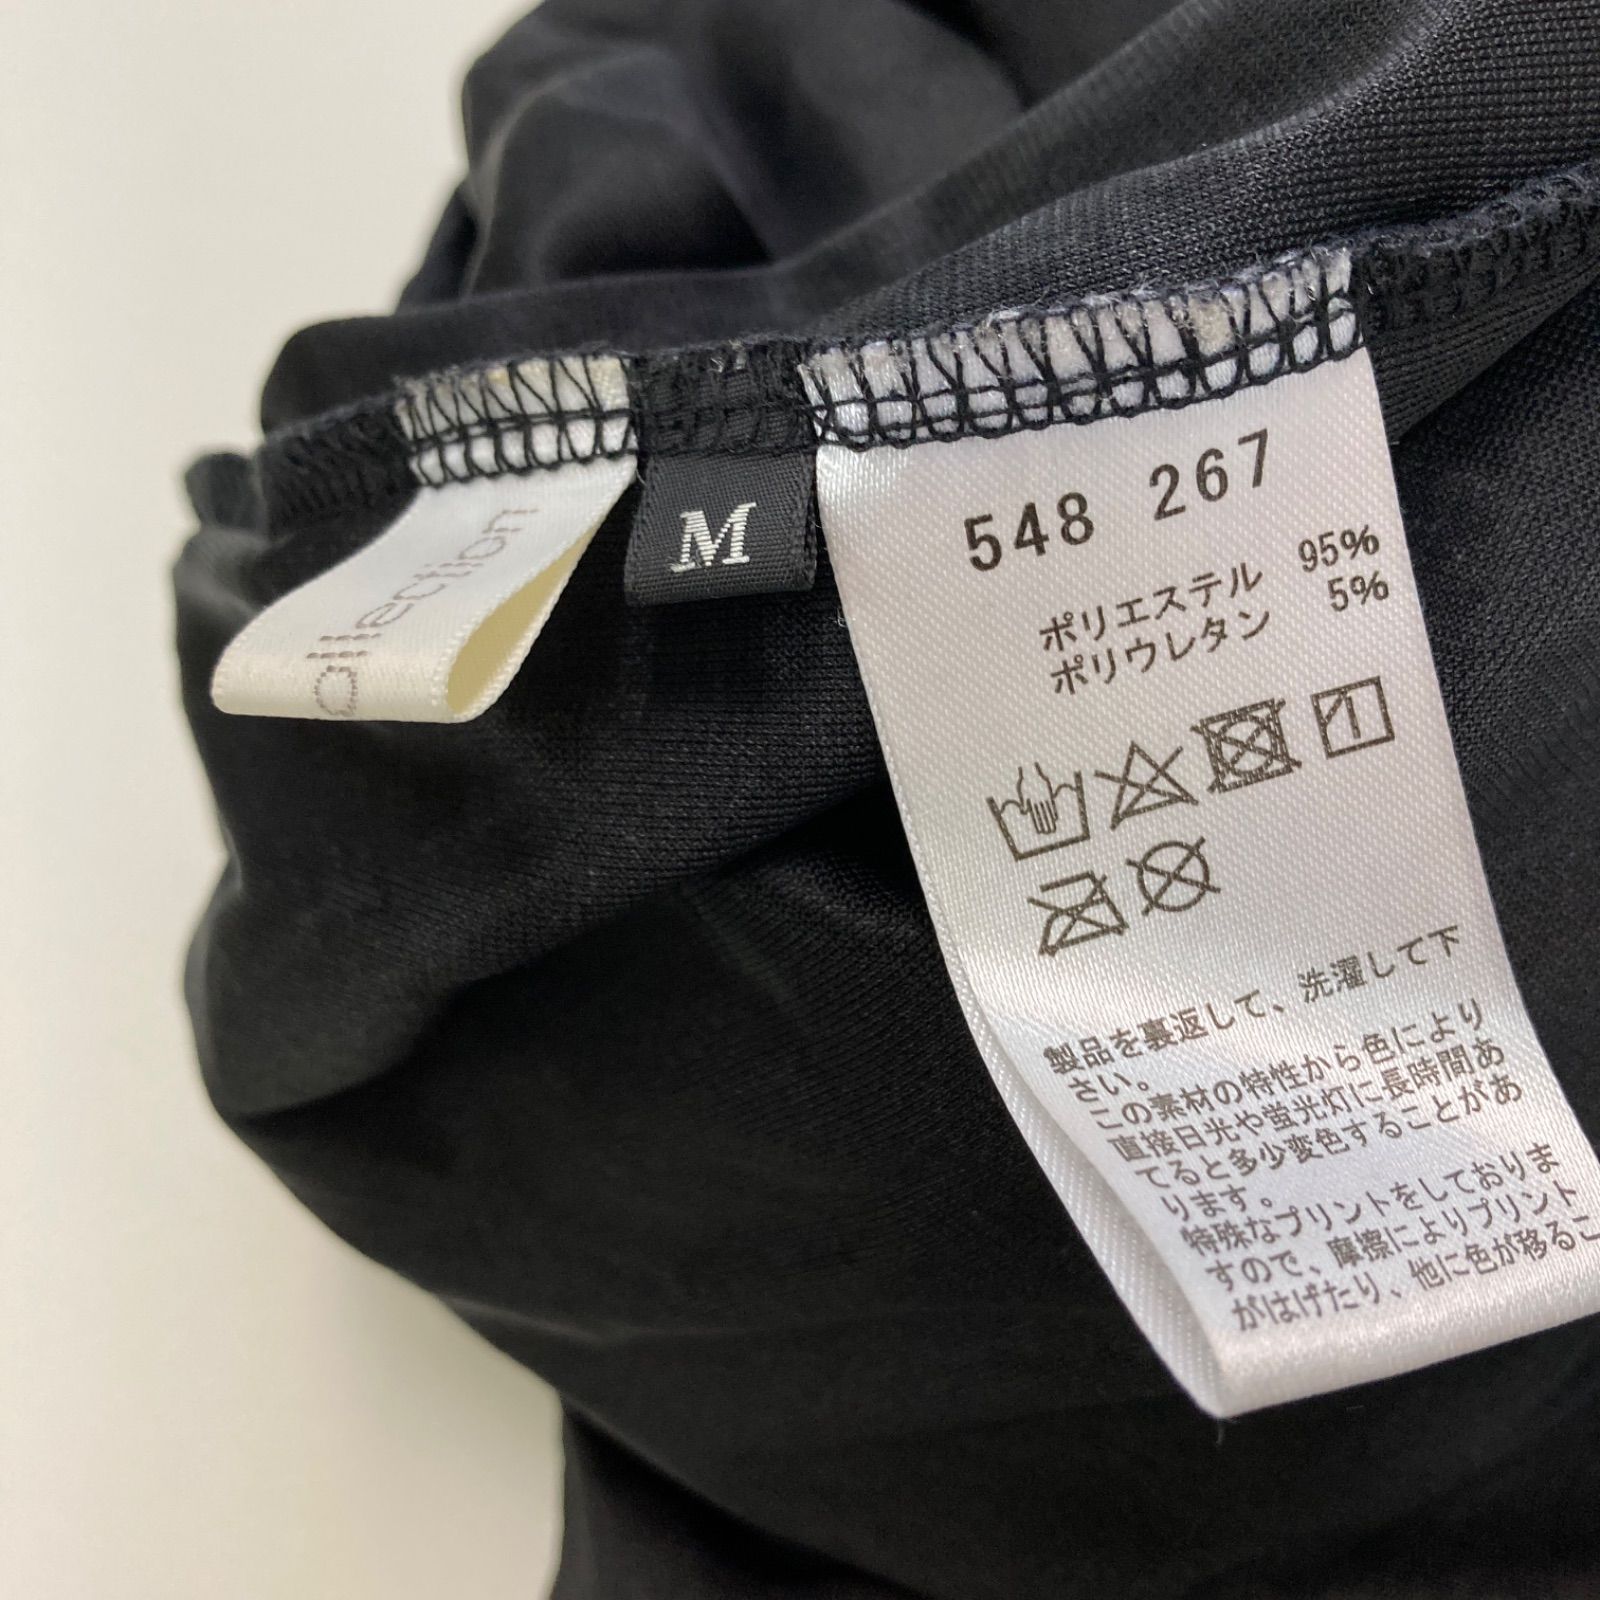 collection
M
548 267
ポリエステル 95%
ポリウレタン 5%
製品を裏返して、洗濯して下
さい。
この素材の特性から色により
直接日光や蛍光灯に長時間あ
てると多少変色することがあ
ります。
特殊なプリントをしておりま
すので、摩擦によりプリント
がはげたり、他に色が移るこ